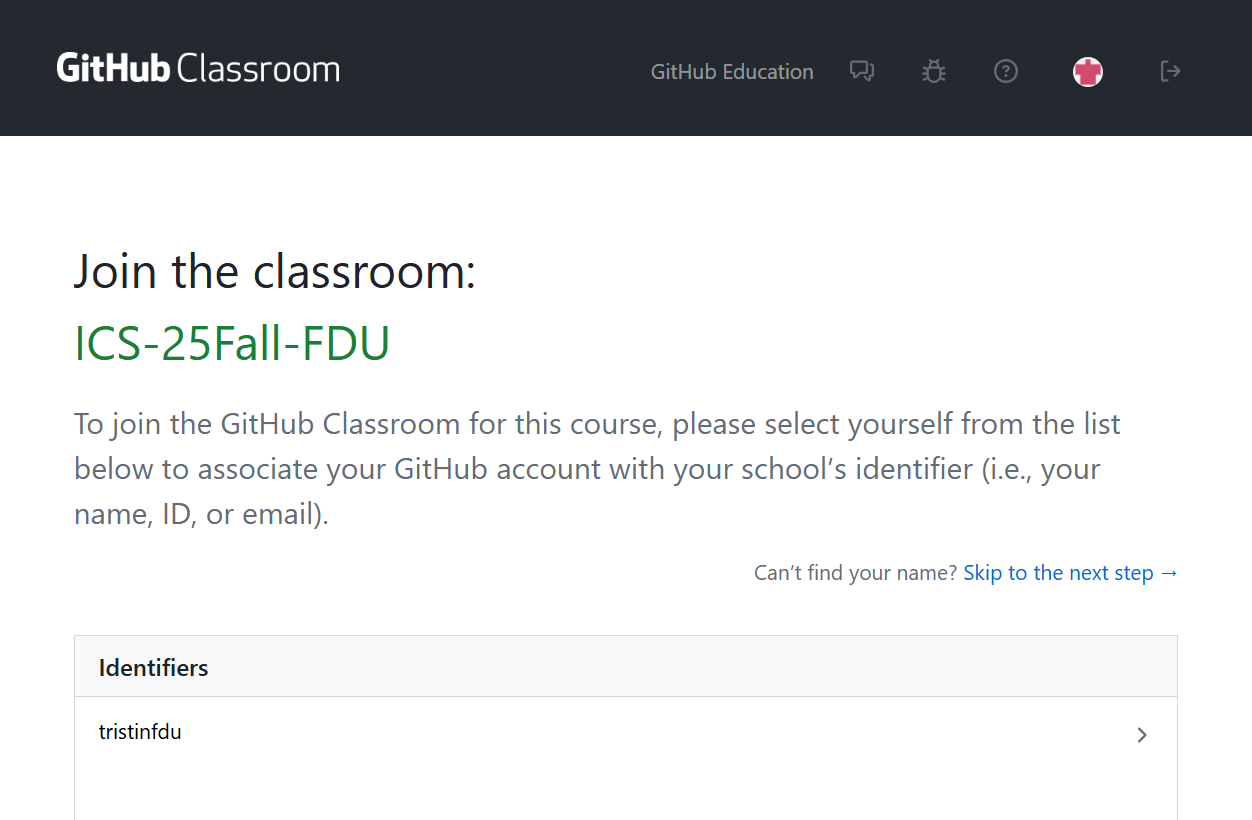 GitHub Classroom
GitHub Education
Join the classroom:
ICS-25Fall-FDU
To join the GitHub Classroom for this course, please select yourself from the list
below to associate your GitHub account with your school’s identifier (i.e., your
name, ID, or email).
Can’t find your name? Skip to the next step →
Identifiers
tristinfdu